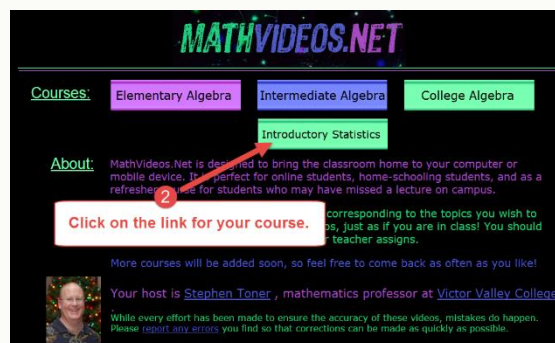 MATHVIDEOS.NET
Courses:
Elementary Algebra
Intermediate Algebra
College Algebra
Introductory Statistics
About:
MathVideos.Net is designed to bring the classroom home to your computer or
mobile device. It is perfect for online students, home-schooling students, and as a
refresher course for students who may have missed a lecture on campus.
2
Click on the link for your course.
corresponding to the topics you wish to
os, just as if you are in class! You should
teacher assigns.
More courses will be added soon, so feel free to come back as often as you like!
Your host is Stephen Toner , mathematics professor at Victor Valley College
.
While every effort has been made to ensure the accuracy of these videos, mistakes do happen.
Please report any errors you find so that corrections can be made as quickly as possible.